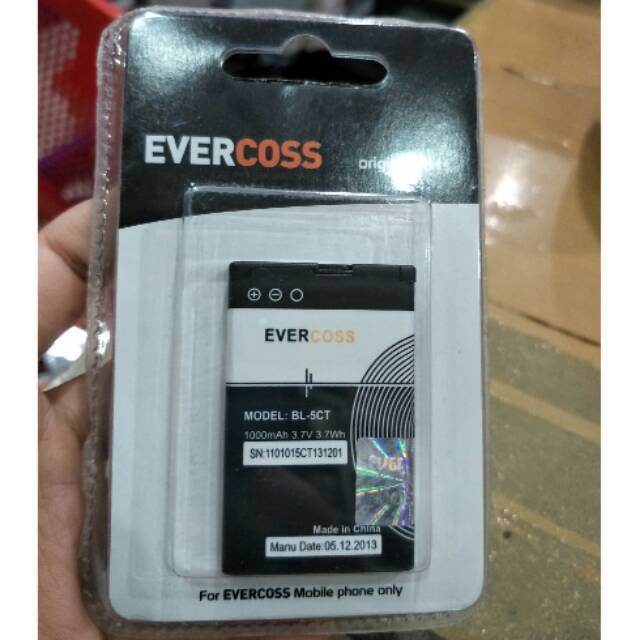 EVERCOSS
EVERCOSS
MODEL: BL-5CT
1000mAh 3.7V 3.7Wh
SN:1101015CT131201
Made in China
Manu Date:05.12.2013
For EVERCOSS Mobile phone only